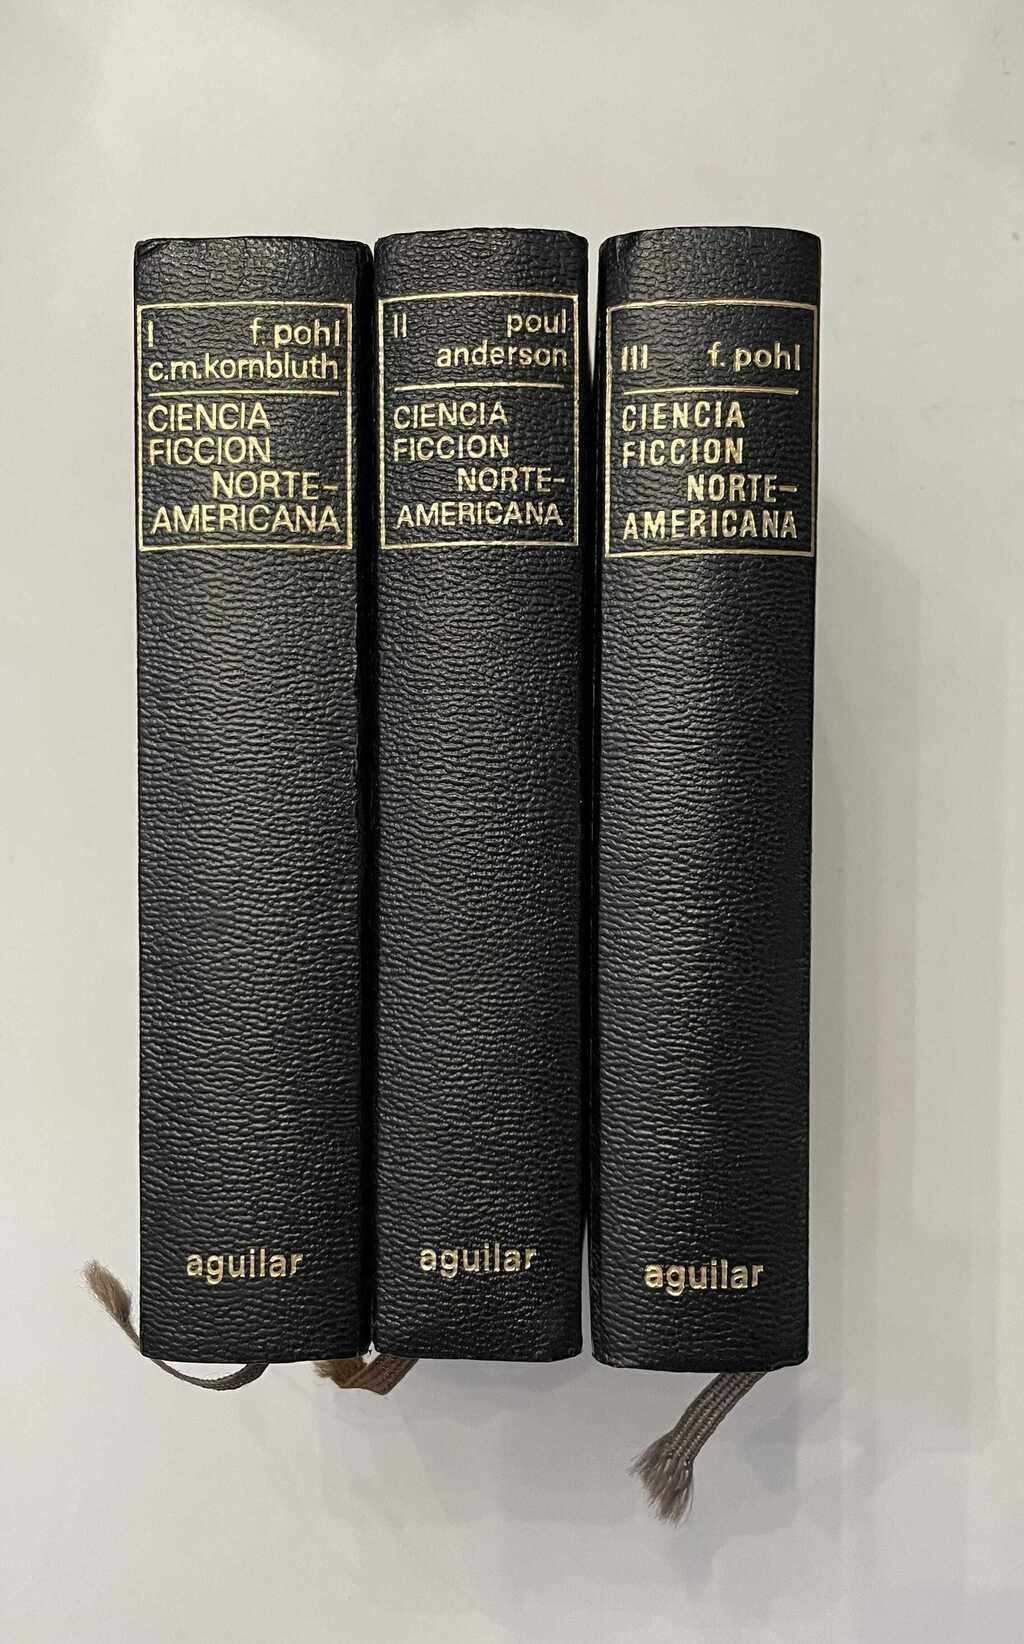 I f. pohl
c.m.kornbluth
CIENCIA
FICCION
NORTE-
AMERICANA
aguilar
II poul
anderson
CIENCIA
FICCION
NORTE-
AMERICANA
aguilar
III f. pohl
CIENCIA
FICCION
NORTE-
AMERICANA
aguilar